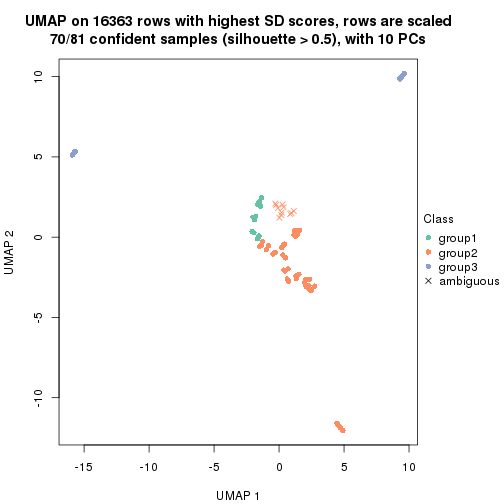 UMAP on 16363 rows with highest SD scores, rows are scaled
70/81 confident samples (silhouette > 0.5), with 10 PCs
10
5
0
-5
-10
UMAP 2
-15
-10
-5
0
5
10
UMAP 1
Class
group1
group2
group3
ambiguous